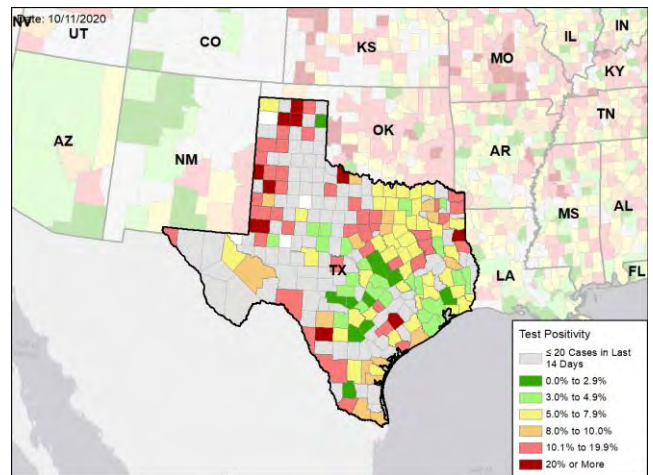 Date: 10/11/2020
NV
UT
CO
KS
MO
IL
IN
KY
AZ
NM
OK
AR
TN
MS
AL
TX
LA
FL
Test Positivity
≤ 20 Cases in Last
14 Days
0.0% to 2.9%
3.0% to 4.9%
5.0% to 7.9%
8.0% to 10.0%
10.1% to 19.9%
20% or More